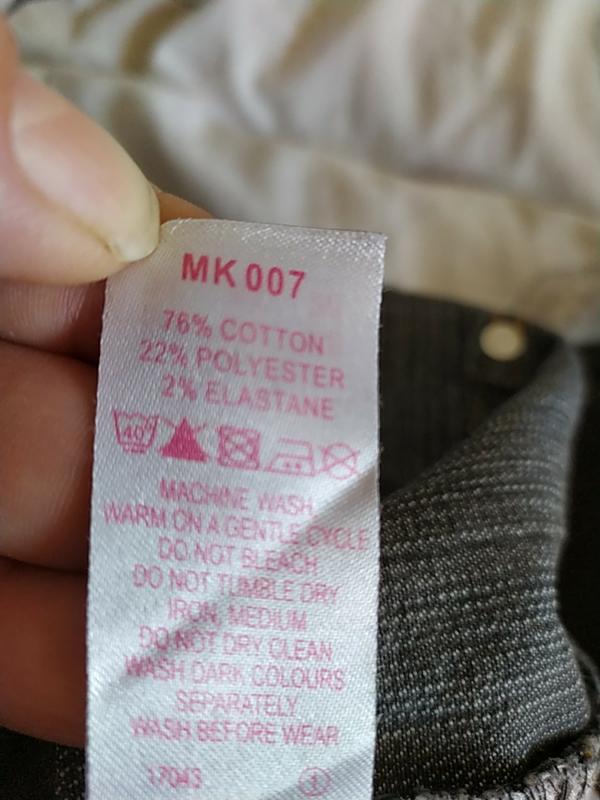 MK 007
76% COTTON
22% POLYESTER
2% ELASTANE
40°
MACHINE WASH
WARM ON A GENTLE CYCLE
DO NOT BLEACH
DO NOT TUMBLE DRY
IRON, MEDIUM
DO NOT DRY CLEAN
WASH DARK COLOURS
SEPARATELY
WASH BEFORE WEAR
17043 1